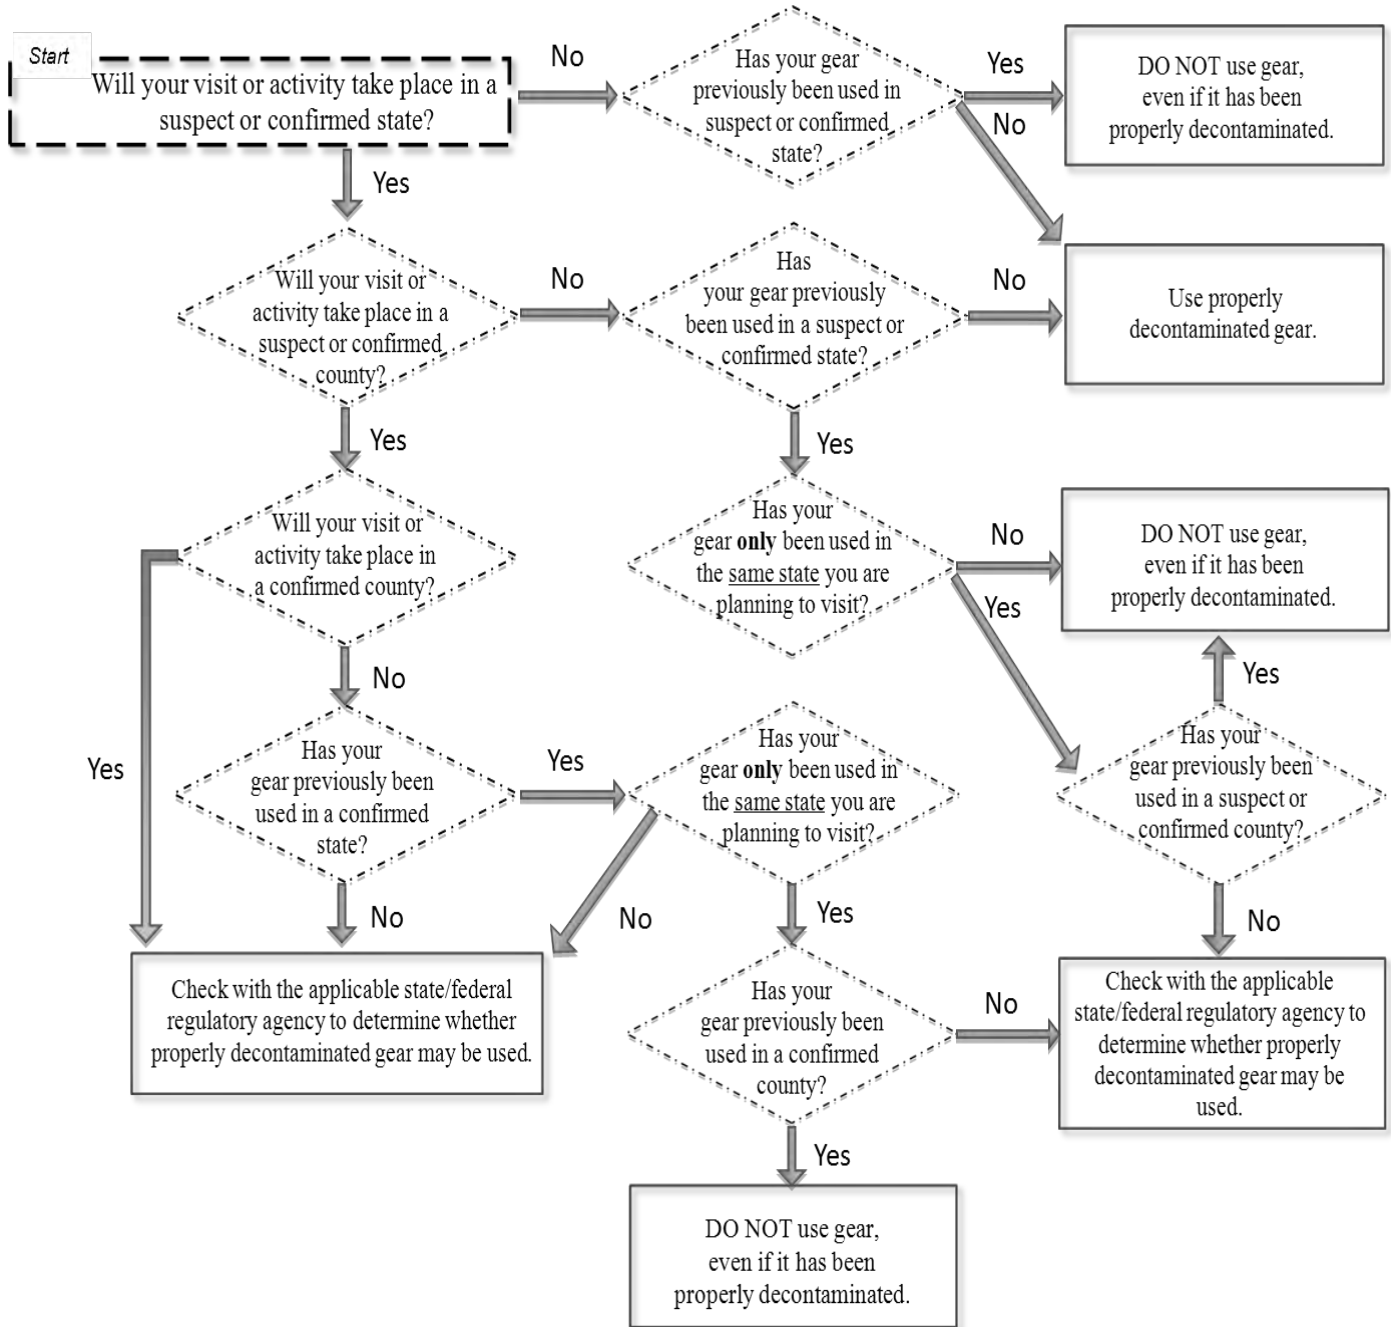 Start
Will your visit or activity take place in a
suspect or confirmed state?
No
Has your gear
previously been used in
suspect or confirmed
state?
Yes
No
DO NOT use gear,
even if it has been
properly decontaminated.
Yes
Will your visit or
activity take place in a
suspect or confirmed
county?
No
Has
your gear previously
been used in a suspect or
confirmed state?
No
Use properly
decontaminated gear.
Yes
Yes
Will your visit or
activity take place in
a confirmed county?
Has your
gear only been used in
the same state you are
planning to visit?
No
Yes
DO NOT use gear,
even if it has been
properly decontaminated.
No
Yes
Yes
Has your
gear previously been
used in a confirmed
state?
Yes
Has your
gear only been used in
the same state you are
planning to visit?
Has your
gear previously been
used in a suspect or
confirmed county?
No
No
Yes
No
Check with the applicable state/federal
regulatory agency to determine whether
properly decontaminated gear may be used.
Has your
gear previously been
used in a confirmed
county?
No
Check with the applicable
state/federal regulatory agency to
determine whether properly
decontaminated gear may be
used.
Yes
DO NOT use gear,
even if it has been
properly decontaminated.